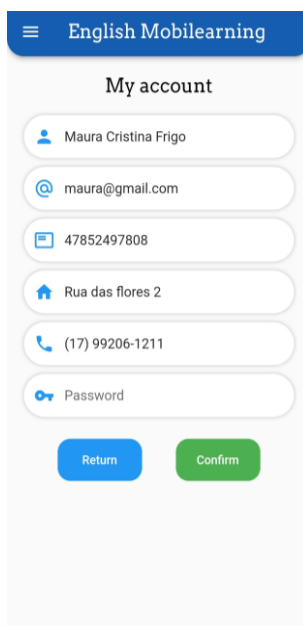 English Mobilearning
My account
Maura Cristina Frigo
maura@gmail.com
47852497808
Rua das flores 2
(17) 99206-1211
Password
Return Confirm